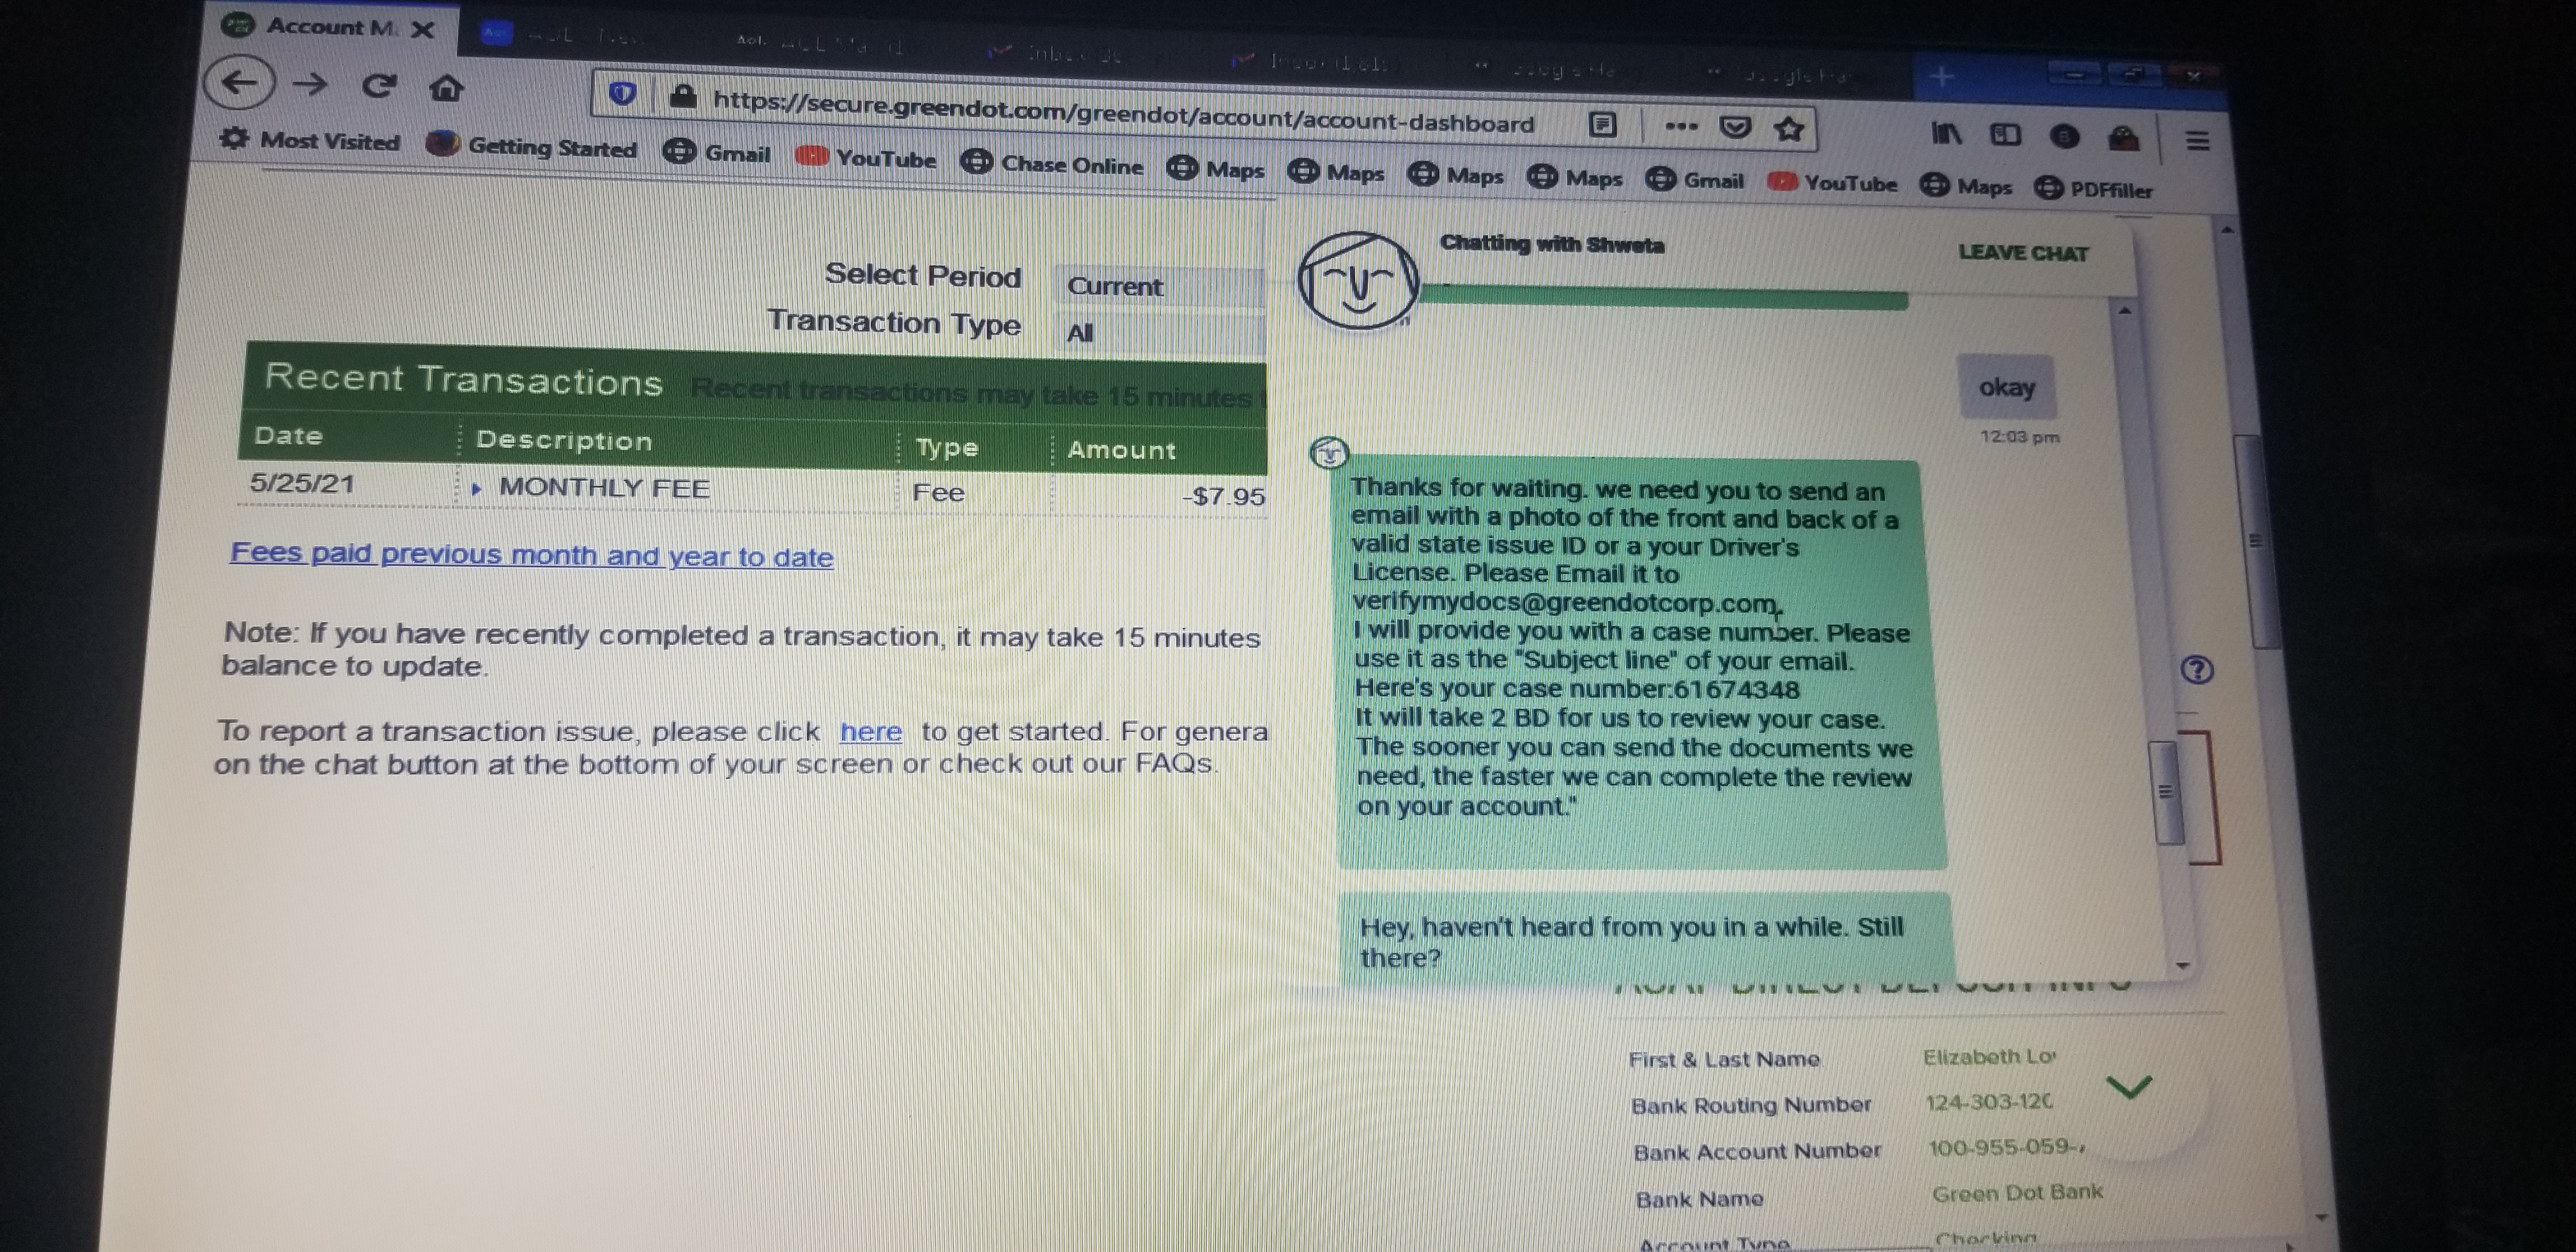 Account M
https://secure.greendot.com/greendot/account/account-dashboard
Most Visited Getting Started Gmail YouTube Chase Online Maps Maps Maps Maps Gmail YouTube Maps PDFfiller
Select Period Current
Transaction Type All
Recent Transactions Recent transactions may take 15 minutes
Date Description Type Amount
5/25/21 MONTHLY FEE Fee -$7.95
Fees paid previous month and year to date
Note: If you have recently completed a transaction, it may take 15 minutes
balance to update.
To report a transaction issue, please click here to get started. For genera
on the chat button at the bottom of your screen or check out our FAQs.
Chatting with Shweta
LEAVE CHAT
okay
12:03 pm
Thanks for waiting. we need you to send an
email with a photo of the front and back of a
valid state issue ID or a your Driver's
License. Please Email it to
verifymydocs@greendotcorp.com,
I will provide you with a case number. Please
use it as the "Subject line" of your email.
Here's your case number:61674348
It will take 2 BD for us to review your case.
The sooner you can send the documents we
need, the faster we can complete the review
on your account."
Hey, haven't heard from you in a while. Still
there?
First & Last Name Elizabeth Lo
Bank Routing Number 124-303-12
Bank Account Number 100-955-059-
Bank Name Green Dot Bank
Account Type Checking